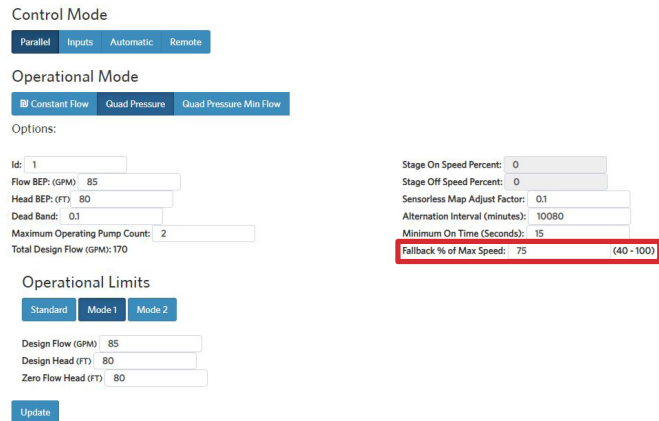 Control Mode
Parallel Inputs Automatic Remote
Operational Mode
Constant Flow Quad Pressure Quad Pressure Min Flow
Options:
Id: 1
Flow BEP: (GPM) 85
Head BEP: (FT) 80
Dead Band: 0.1
Maximum Operating Pump Count: 2
Total Design Flow (GPM): 170
Stage On Speed Percent: 0
Stage Off Speed Percent: 0
Sensorless Map Adjust Factor: 0.1
Alternation Interval (minutes): 10080
Minimum On Time (Seconds): 15
Fallback % of Max Speed: 75 (40 - 100)
Operational Limits
Standard Mode 1 Mode 2
Design Flow (GPM) 85
Design Head (FT) 80
Zero Flow Head (FT) 80
Update